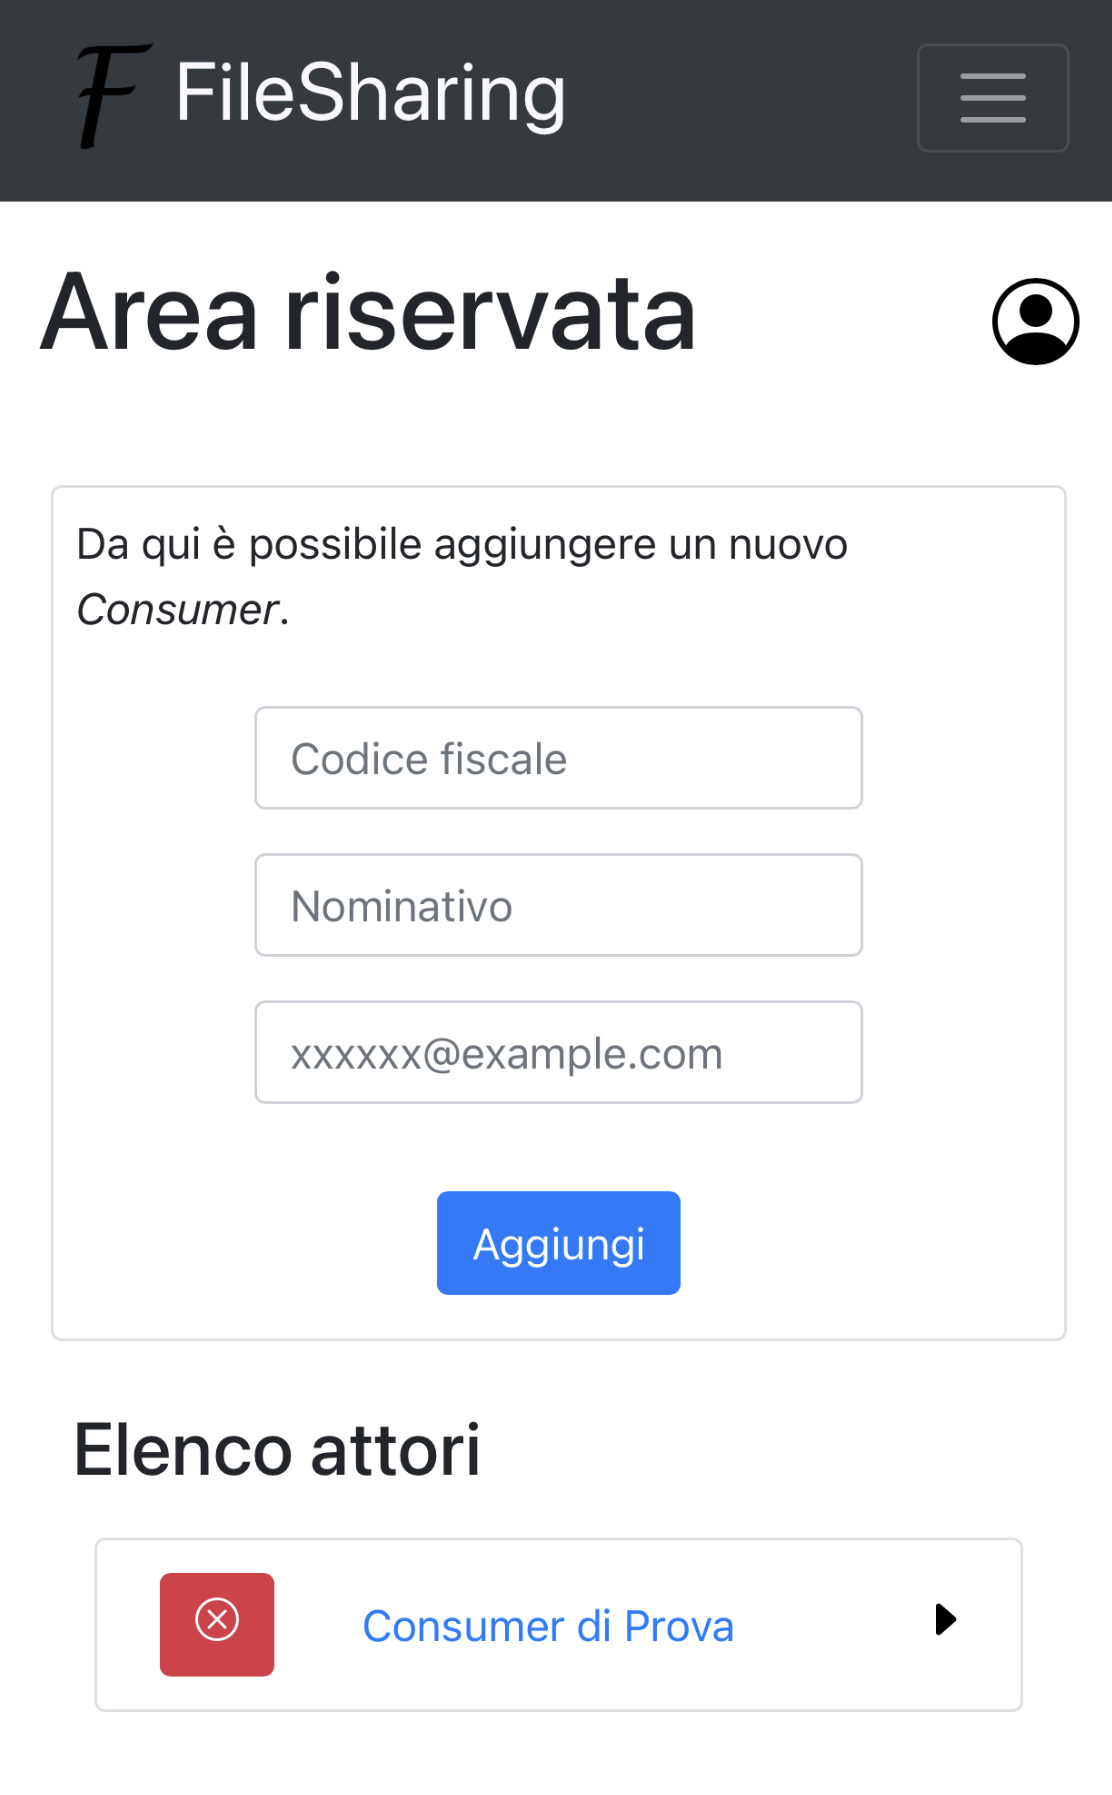 F FileSharing
Area riservata
Da qui è possibile aggiungere un nuovo
Consumer.
Codice fiscale
Nominativo
xxxxxx@example.com
Aggiungi
Elenco attori
Consumer di Prova